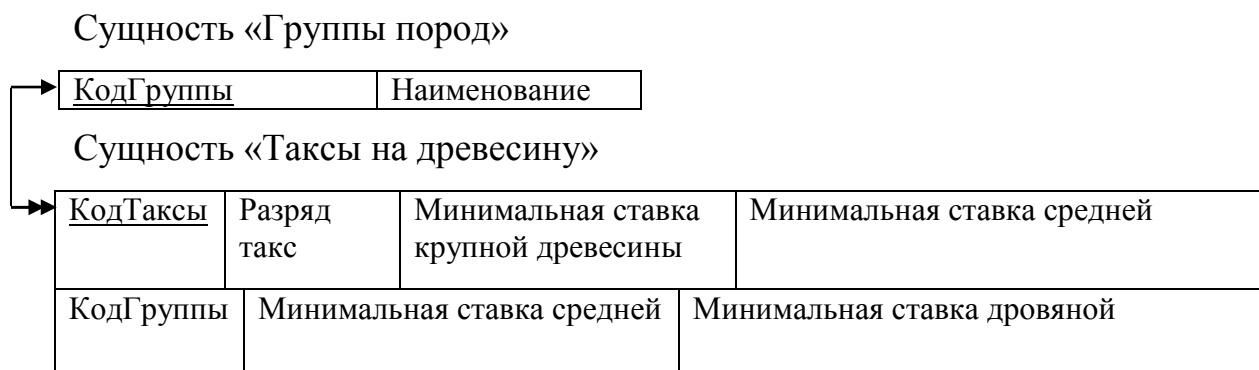 Сущность «Группы пород»
КодГруппы Наименование
Сущность «Таксы на древесину»
КодТаксы Разряд такс Минимальная ставка крупной древесины Минимальная ставка средней
КодГруппы Минимальная ставка средней Минимальная ставка дровяной